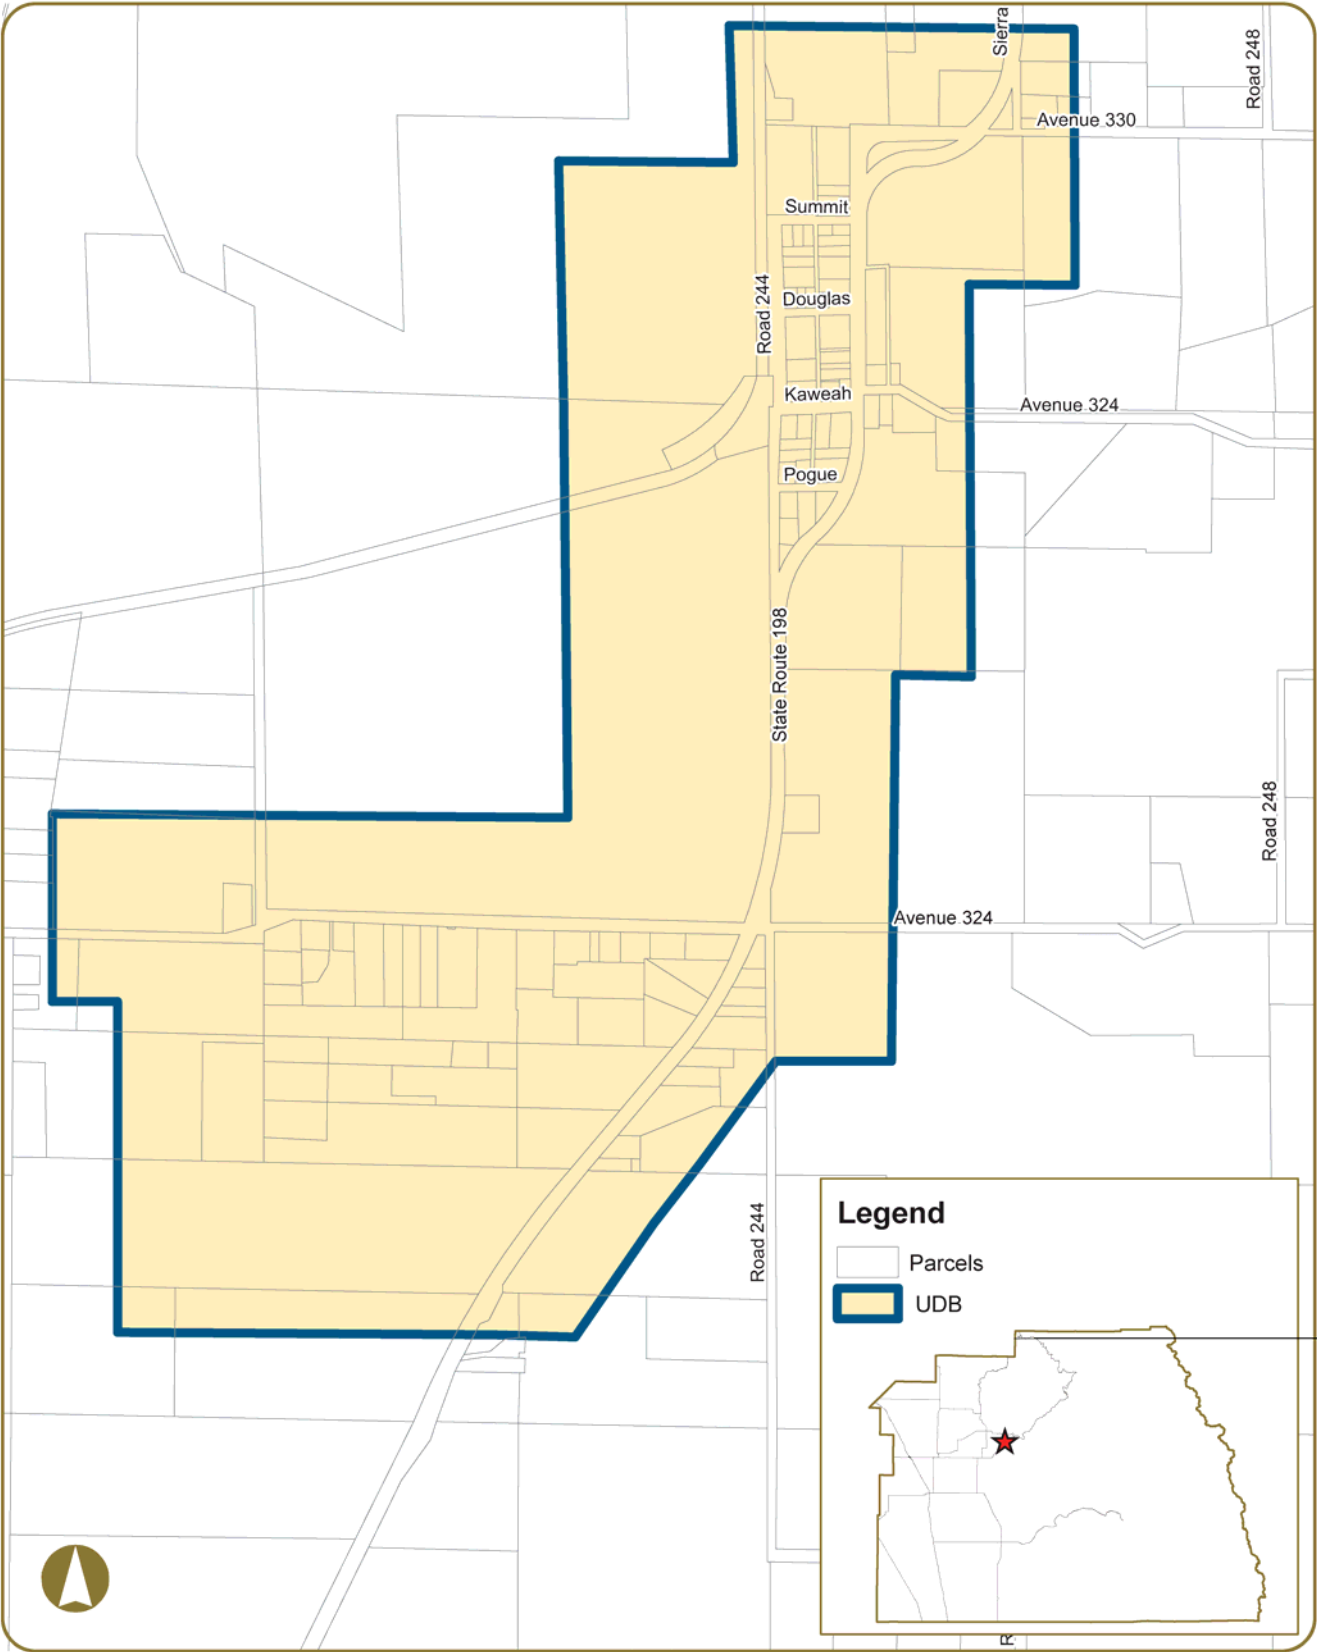 Sierra
Road 248
Avenue 330
Summit
Road 244
Douglas
Kaweah
Avenue 324
Pogue
State Route 198
Road 248
Avenue 324
Road 244
Legend
Parcels
UDB
R